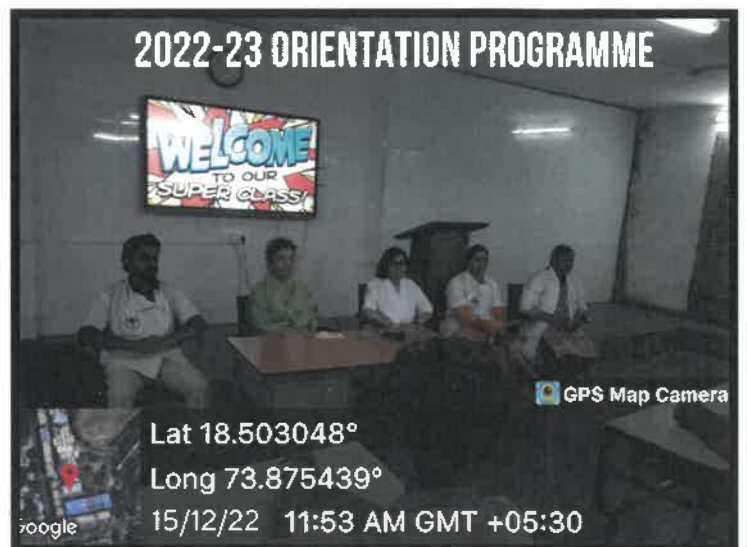 2022-23 ORIENTATION PROGRAMME
WELCOME
TO OUR
SUPER CLASS!
GPS Map Camera
Lat 18.503048°
Long 73.875439°
15/12/22 11:53 AM GMT +05:30
Google